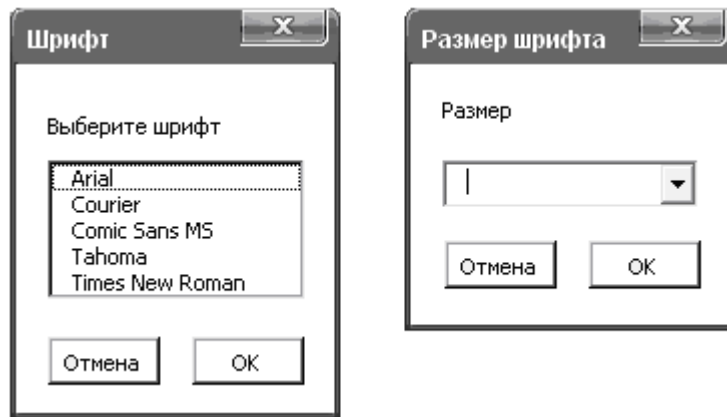 Шрифт
Выберите шрифт
Arial
Courier
Comic Sans MS
Tahoma
Times New Roman
Отмена
OK
Размер шрифта
Размер
Отмена
OK